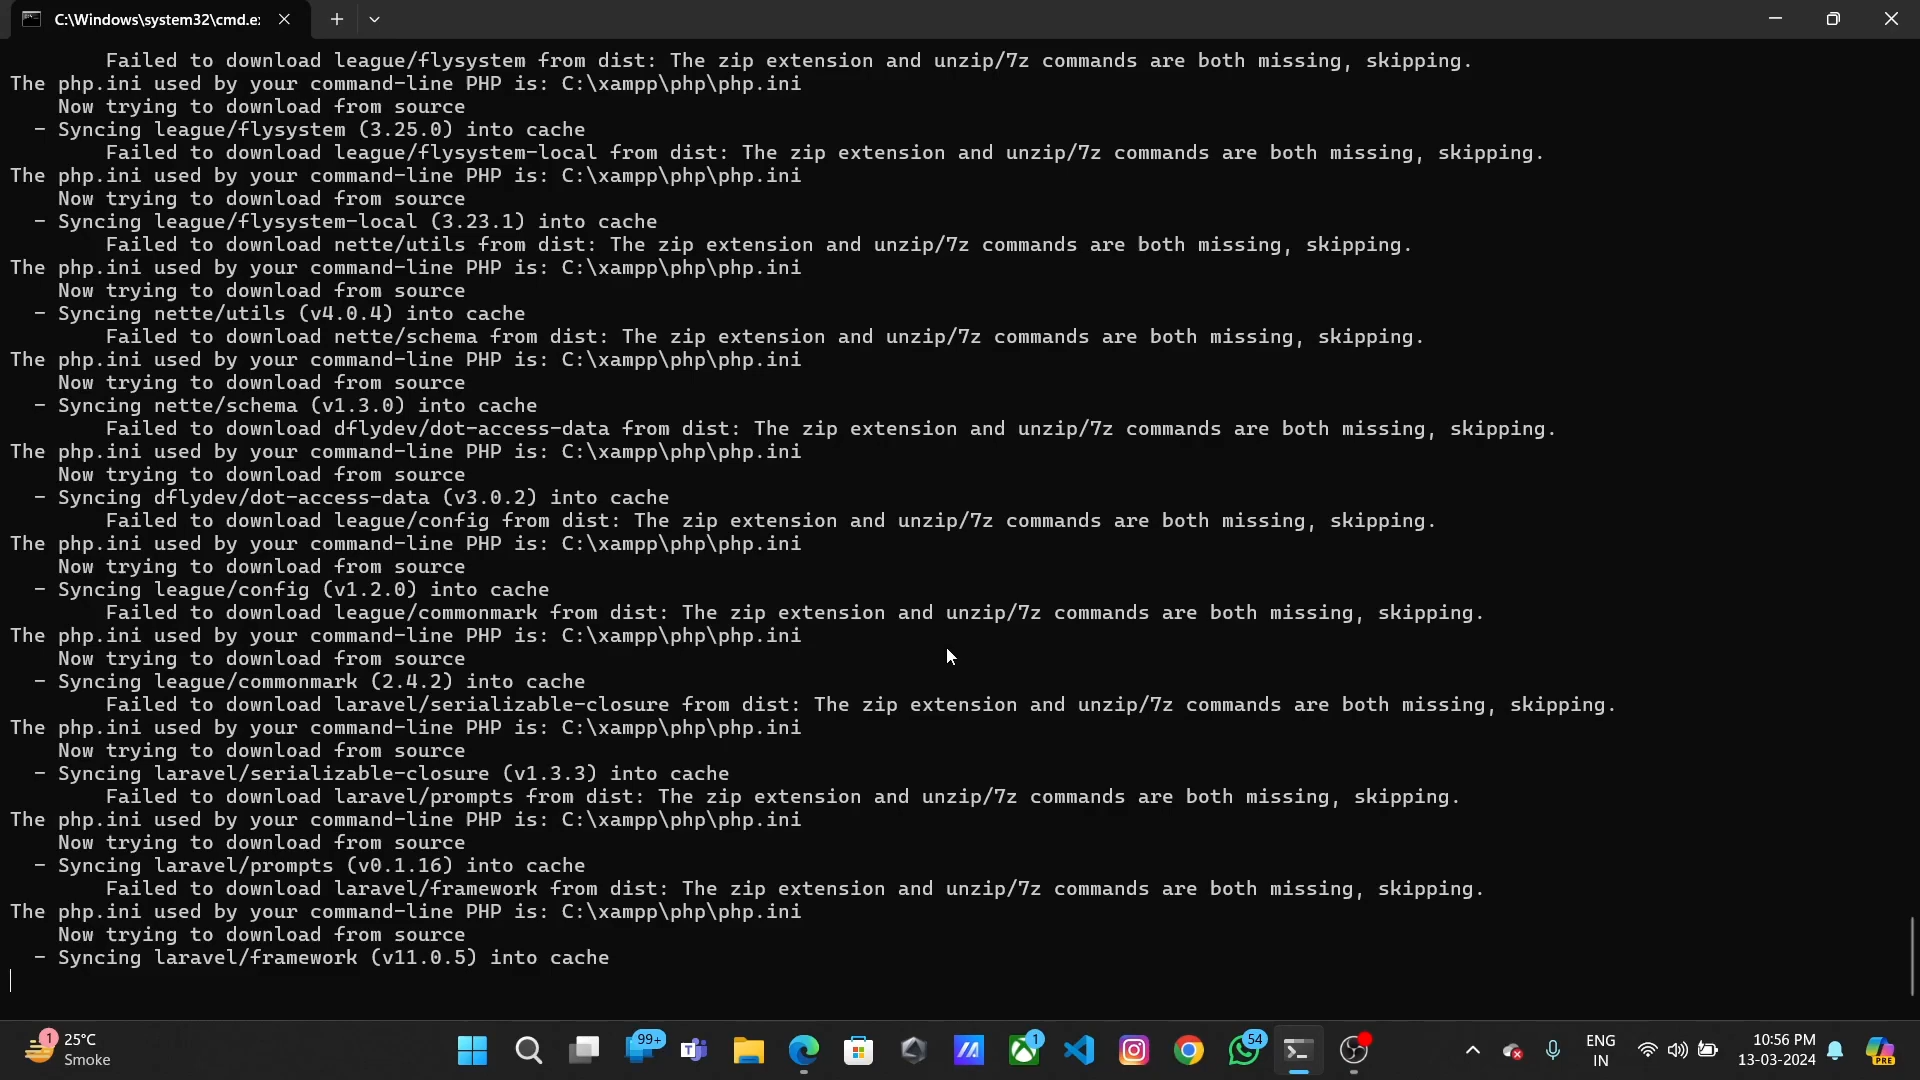 C:\Windows\system32\cmd.e:
Failed to download league/flysystem from dist: The zip extension and unzip/7z commands are both missing, skipping.
The php.ini used by your command-line PHP is: C:\xampp\php\php.ini
Now trying to download from source
- Syncing league/flysystem (3.25.0) into cache
Failed to download league/flysystem-local from dist: The zip extension and unzip/7z commands are both missing, skipping.
The php.ini used by your command-line PHP is: C:\xampp\php\php.ini
Now trying to download from source
- Syncing league/flysystem-local (3.23.1) into cache
Failed to download nette/utils from dist: The zip extension and unzip/7z commands are both missing, skipping.
The php.ini used by your command-line PHP is: C:\xampp\php\php.ini
Now trying to download from source
- Syncing nette/utils (v4.0.4) into cache
Failed to download nette/schema from dist: The zip extension and unzip/7z commands are both missing, skipping.
The php.ini used by your command-line PHP is: C:\xampp\php\php.ini
Now trying to download from source
- Syncing nette/schema (v1.3.0) into cache
Failed to download dflydev/dot-access-data from dist: The zip extension and unzip/7z commands are both missing, skipping.
The php.ini used by your command-line PHP is: C:\xampp\php\php.ini
Now trying to download from source
- Syncing dflydev/dot-access-data (v3.0.2) into cache
Failed to download league/config from dist: The zip extension and unzip/7z commands are both missing, skipping.
The php.ini used by your command-line PHP is: C:\xampp\php\php.ini
Now trying to download from source
- Syncing league/config (v1.2.0) into cache
Failed to download league/commonmark from dist: The zip extension and unzip/7z commands are both missing, skipping.
The php.ini used by your command-line PHP is: C:\xampp\php\php.ini
Now trying to download from source
- Syncing league/commonmark (2.4.2) into cache
Failed to download laravel/serializable-closure from dist: The zip extension and unzip/7z commands are both missing, skipping.
The php.ini used by your command-line PHP is: C:\xampp\php\php.ini
Now trying to download from source
- Syncing laravel/serializable-closure (v1.3.3) into cache
Failed to download laravel/prompts from dist: The zip extension and unzip/7z commands are both missing, skipping.
The php.ini used by your command-line PHP is: C:\xampp\php\php.ini
Now trying to download from source
- Syncing laravel/prompts (v0.1.16) into cache
Failed to download laravel/framework from dist: The zip extension and unzip/7z commands are both missing, skipping.
The php.ini used by your command-line PHP is: C:\xampp\php\php.ini
Now trying to download from source
- Syncing laravel/framework (v11.0.5) into cache
1 25°C
Smoke
99+
1
54
ENG
IN
10:56 PM
13-03-2024
PRE